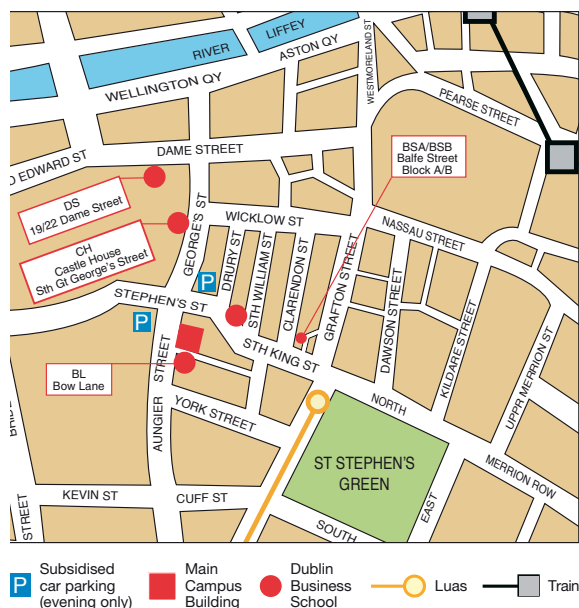 LIFFEY
RIVER
ASTON QY
WELLINGTON QY
WESTMORELAND ST
PEARSE STREET
DAME STREET
D EDWARD ST
BSA/BSB
Balfe Street
Block A/B
DS
19/22 Dame Street
CH
Castle House
Sth Gt George's Street
GEORGE'S ST
WICKLOW ST
NASSAU STREET
DRURY ST
STH WILLIAM ST
CLARENDON ST
GRAFTON STREET
DAWSON STREET
KILDARE STREET
UPPR MERRION ST
P
STEPHEN'S ST
P
STH KING ST
BL
Bow Lane
AUNGIER STREET
YORK STREET
NORTH
MERRION ROW
ST STEPHEN'S
GREEN
EAST
SOUTH
BRIDE
STREET
KEVIN ST
CUFF ST
P
Subsidised
car parking
(evening only)
Main
Campus
Building
Dublin
Business
School
Luas
Train